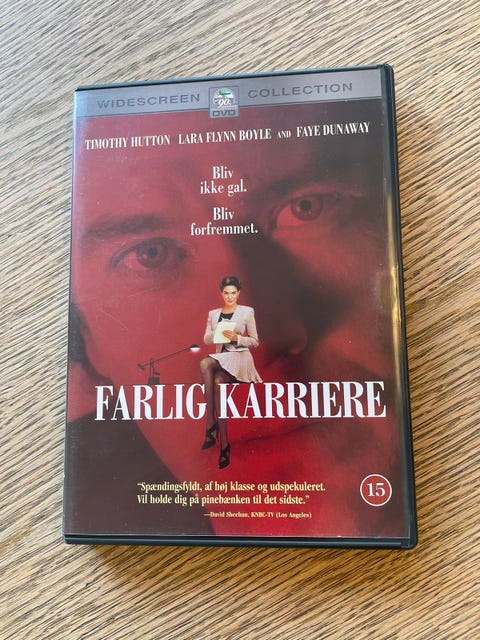 WIDESCREEN COLLECTION
DVD
TIMOTHY HUTTON LARA FLYNN BOYLE AND FAYE DUNAWAY
Bliv
ikke gal.
Bliv
forfremmet.
FARLIG KARRIERE
"Spændingsfyldt, af høj klasse og udspekuleret.
Vil holde dig på pinebænken til det sidste."
—David Sheehan, KNBC-TV (Los Angeles)
15